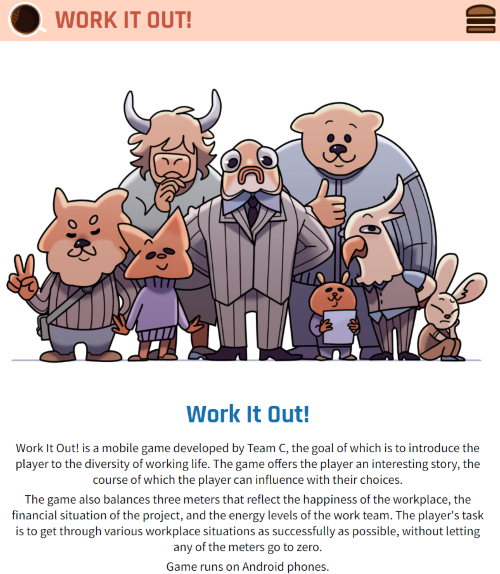 WORK IT OUT!
Work It Out!
Work It Out! is a mobile game developed by Team C, the goal of which is to introduce the
player to the diversity of working life. The game offers the player an interesting story, the
course of which the player can influence with their choices.
The game also balances three meters that reflect the happiness of the workplace, the
financial situation of the project, and the energy levels of the work team. The player's task
is to get through various workplace situations as successfully as possible, without letting
any of the meters go to zero.
Game runs on Android phones.